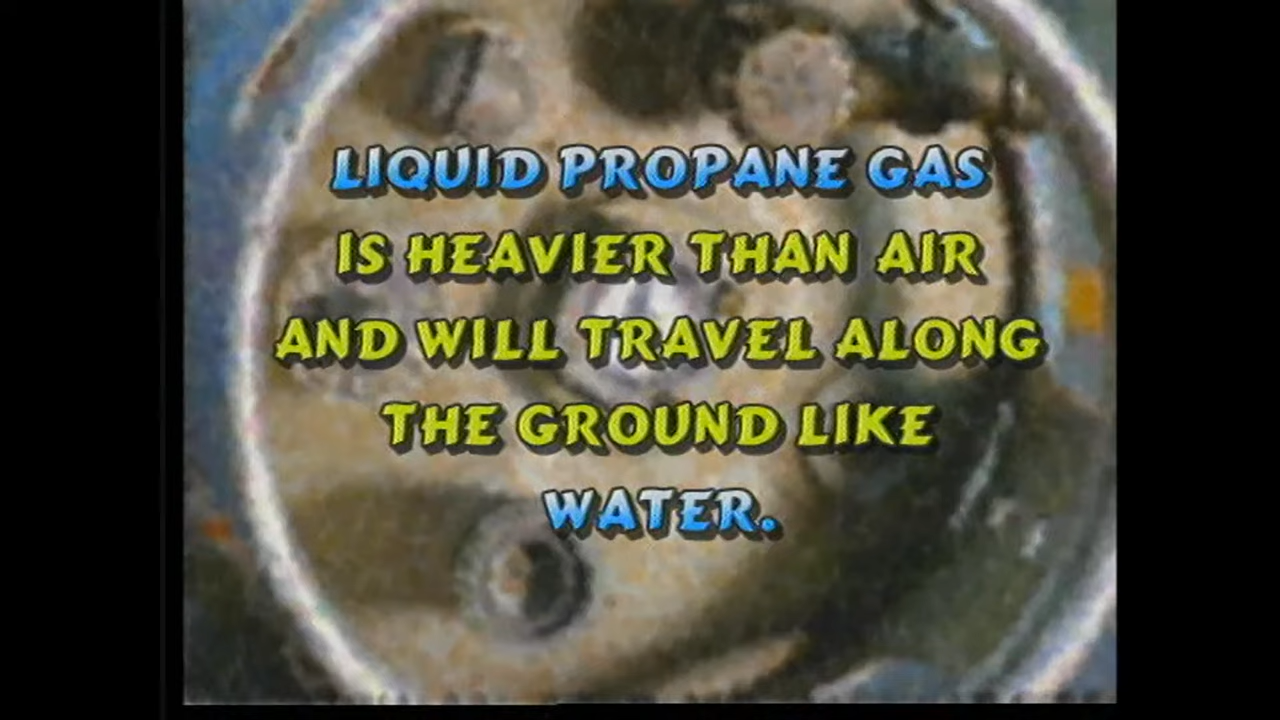 LIQUID PROPANE GAS
IS HEAVIER THAN AIR
AND WILL TRAVEL ALONG
THE GROUND LIKE
WATER.